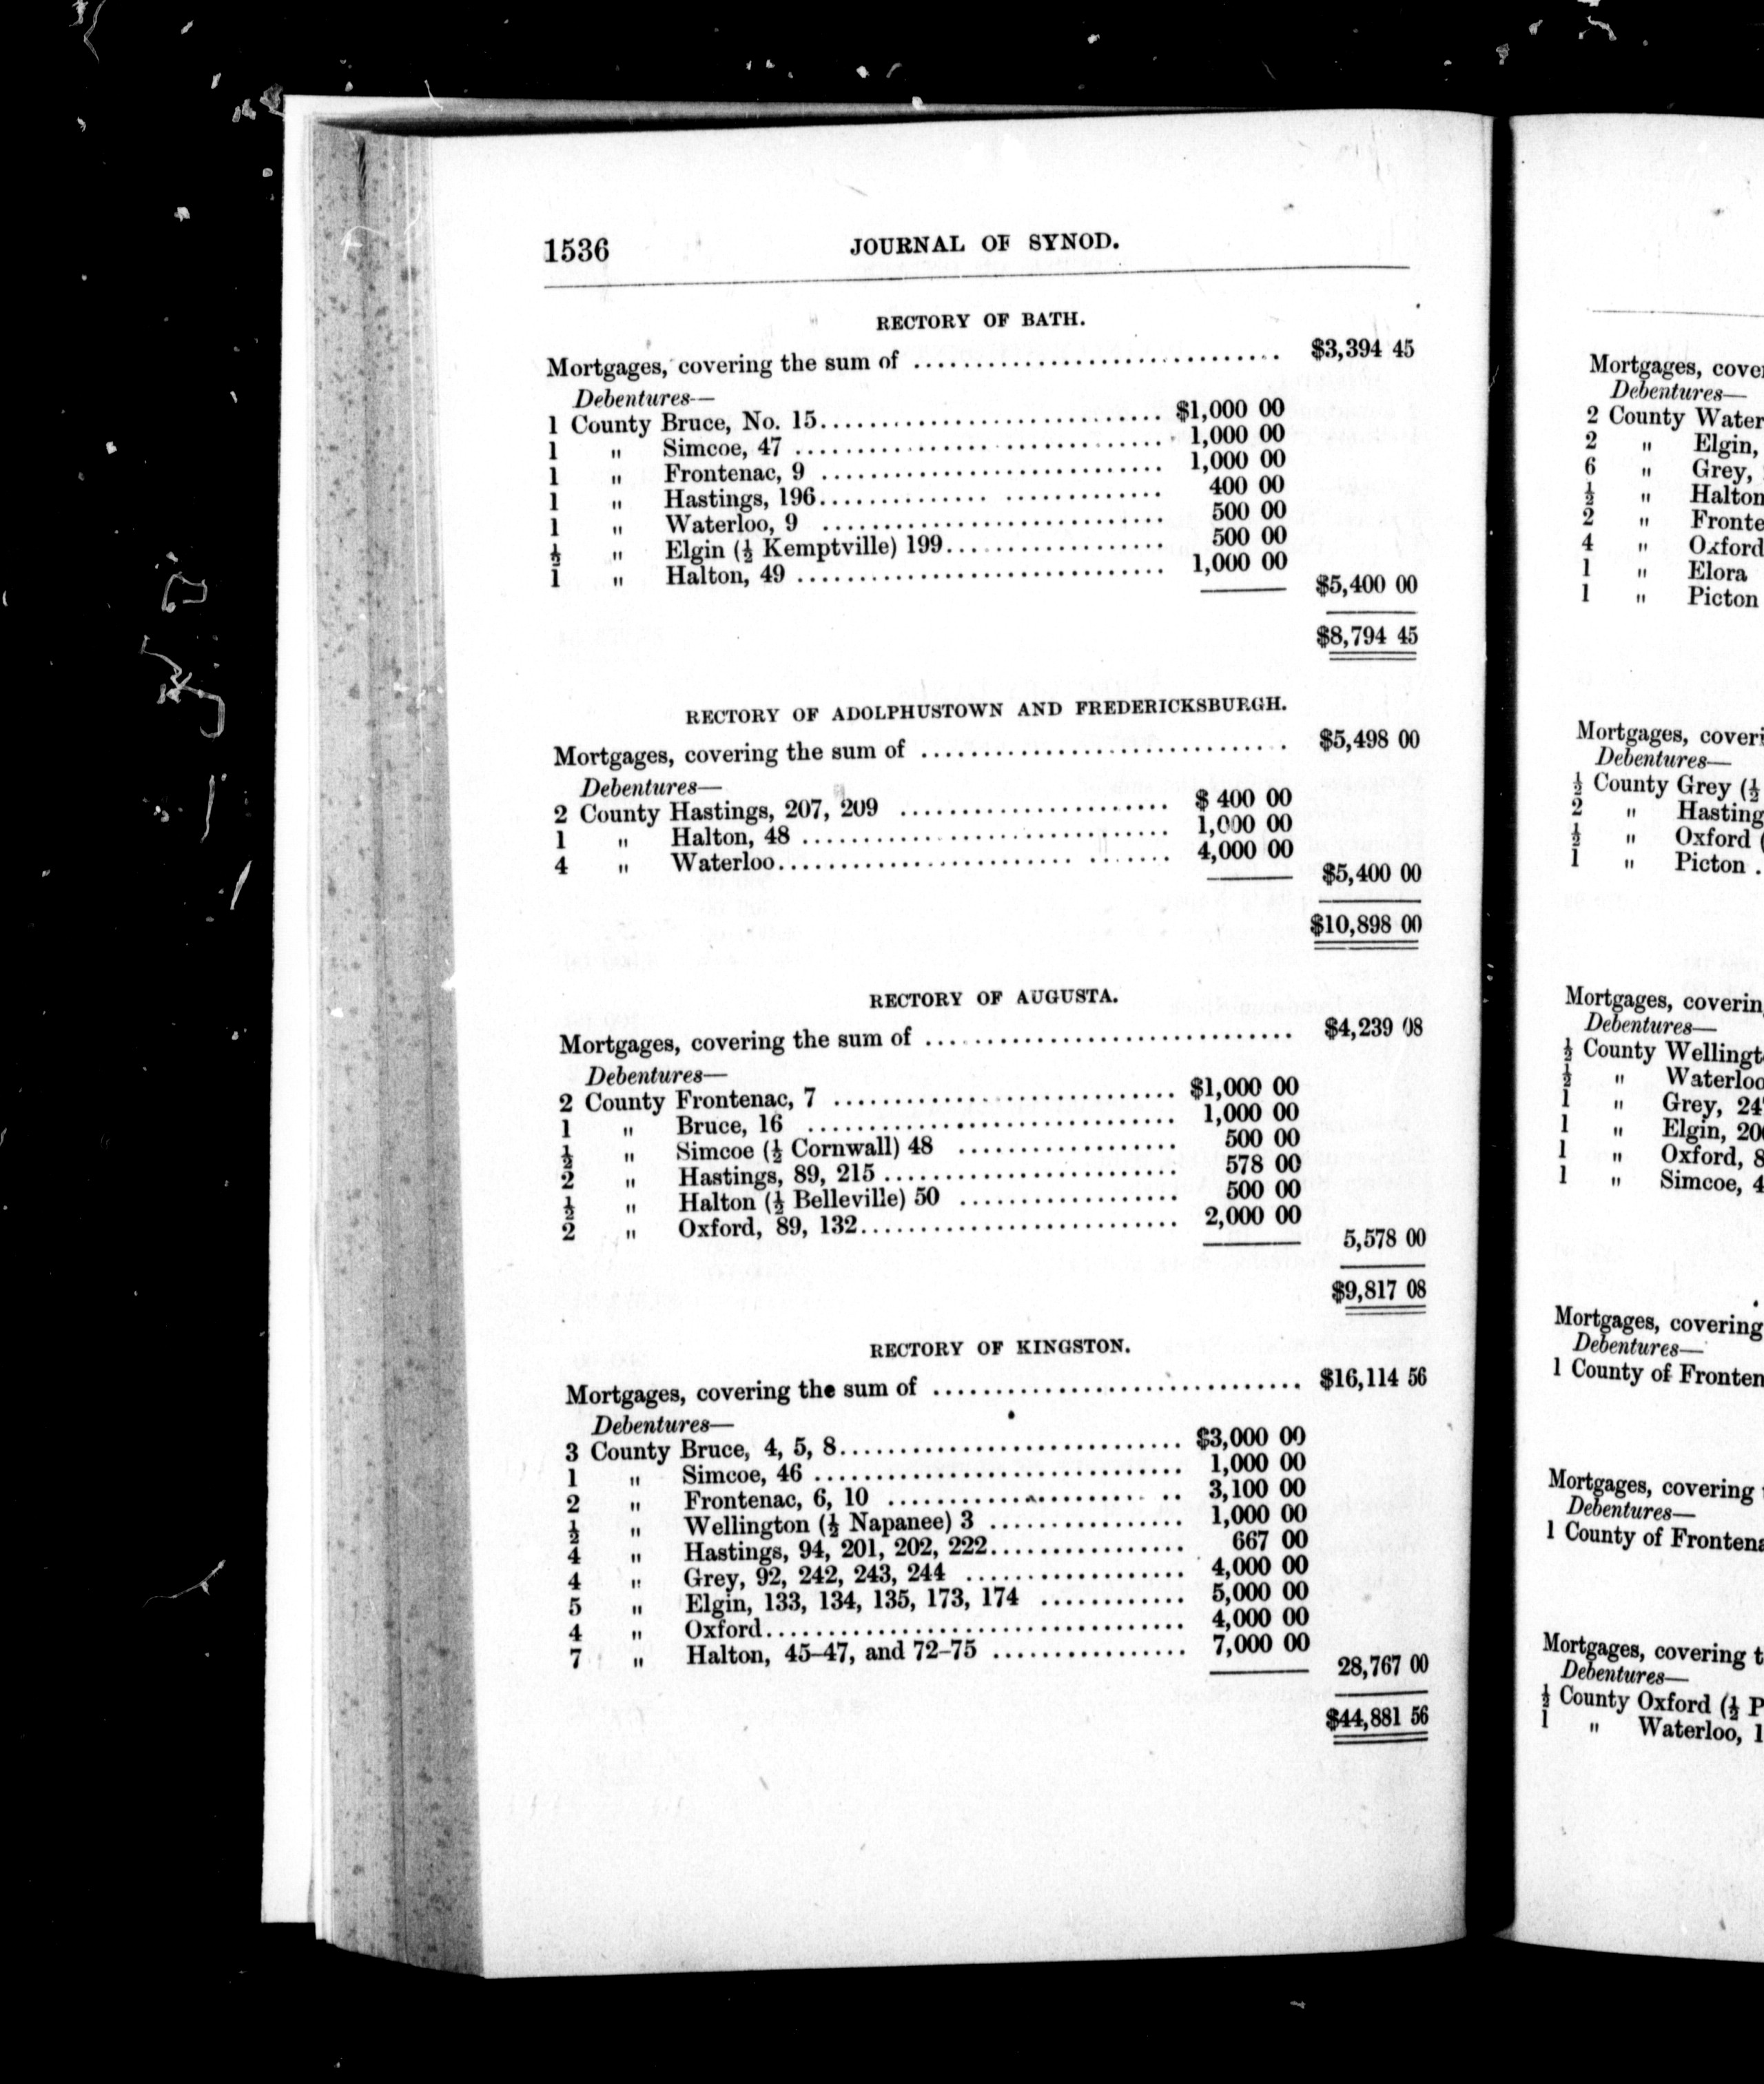 1536 JOURNAL OF SYNOD.
RECTORY OF BATH.
Mortgages, covering the sum of .............................. $3,394 45
Debentures—
1 County Bruce, No. 15.............................. $1,000 00
1 " Simcoe, 47 .............................. 1,000 00
1 " Frontenac, 9 .............................. 1,000 00
1 " Hastings, 196.............................. 400 00
1 " Waterloo, 9 .............................. 500 00
½ " Elgin (½ Kemptville) 199.................. 500 00
1 " Halton, 49 .............................. 1,000 00
$5,400 00
$8,794 45
RECTORY OF ADOLPHUSTOWN AND FREDERICKSBURGH.
Mortgages, covering the sum of .............................. $5,498 00
Debentures—
2 County Hastings, 207, 209 ........................ $ 400 00
1 " Halton, 48 .............................. 1,000 00
4 " Waterloo.............................. 4,000 00
$5,400 00
$10,898 00
RECTORY OF AUGUSTA.
Mortgages, covering the sum of .............................. $4,239 08
Debentures—
2 County Frontenac, 7 .............................. $1,000 00
1 " Bruce, 16 .............................. 1,000 00
½ " Simcoe (½ Cornwall) 48 .................. 500 00
2 " Hastings, 89, 215........................ 578 00
½ " Halton (½ Belleville) 50 .................. 500 00
2 " Oxford, 89, 132.......................... 2,000 00
5,578 00
$9,817 08
RECTORY OF KINGSTON.
Mortgages, covering the sum of .............................. $16,114 56
Debentures—
3 County Bruce, 4, 5, 8............................ $3,000 00
1 " Simcoe, 46 .............................. 1,000 00
2 " Frontenac, 6, 10 ........................ 3,100 00
½ " Wellington (½ Napanee) 3 ................ 1,000 00
4 " Hastings, 94, 201, 202, 222................ 667 00
4 " Grey, 92, 242, 243, 244 .................. 4,000 00
5 " Elgin, 133, 134, 135, 173, 174 ............ 5,000 00
4 " Oxford.................................. 4,000 00
7 " Halton, 45–47, and 72–75 ................ 7,000 00
28,767 00
$44,881 56
Mortgages,
Debentures—
2 County
2 " Elgin,
6 " Grey,
½ " Halton
2 "
4 " Oxford
1 " Elora
1 " Picton
Mortgages,
Debentures—
½ County Grey (½
2 "
½ " Oxford
1 " Picton .
Mortgages,
Debentures—
½ County
½ " Waterloo
1 " Grey,
1 " Elgin,
1 " Oxford,
1 " Simcoe,
Mortgages, covering
Debentures—
1 County of
Mortgages, covering
Debentures—
1 County of
Mortgages, covering
Debentures—
½ County Oxford (½
1 " Waterloo,